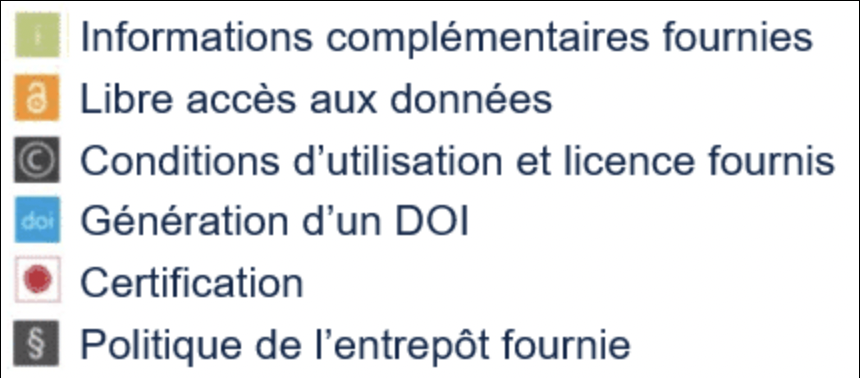 i Informations complémentaires fournies
Libre accès aux données
© Conditions d’utilisation et licence fournis
doi Génération d’un DOI
Certification
§ Politique de l’entrepôt fournie